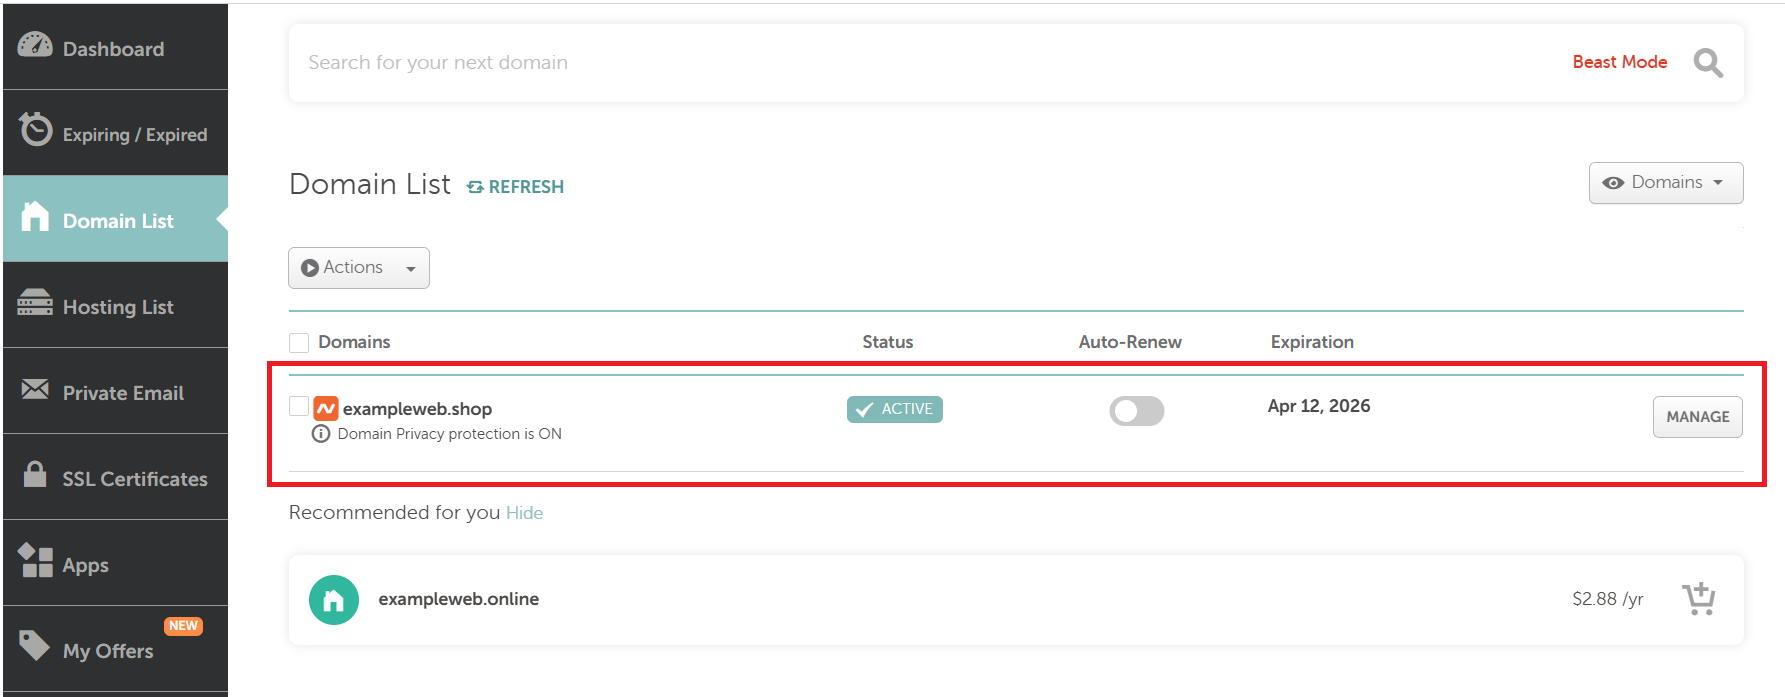 Dashboard
Expiring / Expired
Domain List
Hosting List
Private Email
SSL Certificates
Apps
NEW
My Offers
Search for your next domain
Beast Mode
Domain List REFRESH
Domains
Actions
Domains Status Auto-Renew Expiration
exampleweb.shop ACTIVE Apr 12, 2026 MANAGE
Domain Privacy protection is ON
Recommended for you Hide
exampleweb.online $2.88 /yr